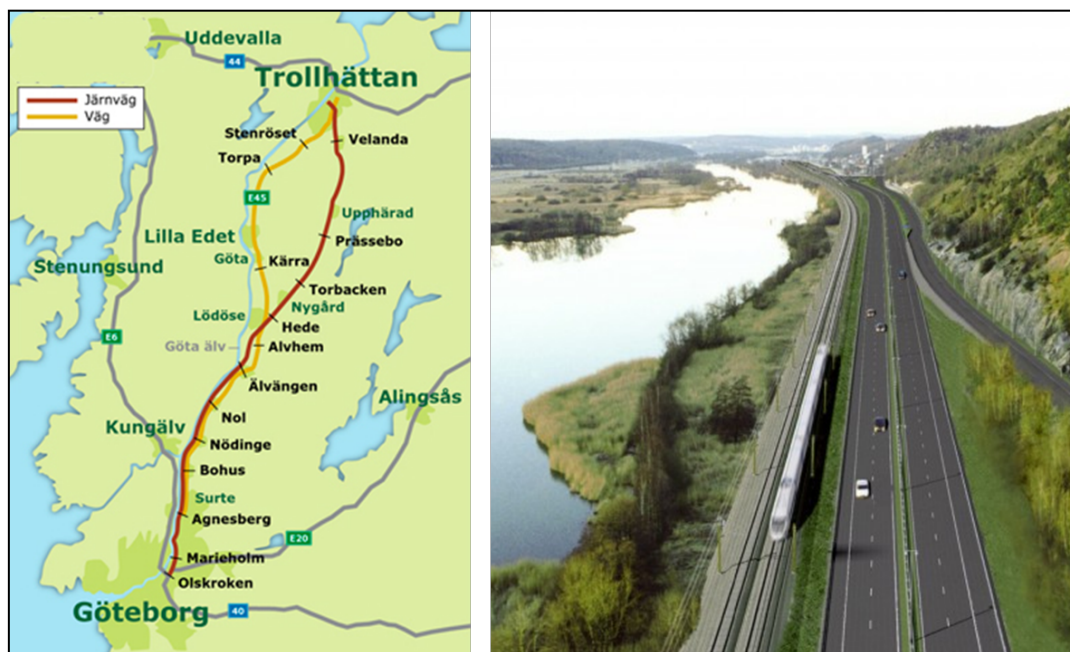 Uddevalla
44
Trollhättan
Järnväg
Väg
Stenröset
Velanda
Torpa
E45
Upphärad
Lilla Edet
Prässebo
Göta
Kärra
Stenungsund
Torbacken
Nygård
Lödöse
Hede
E6
Göta älv
Alvhem
Älvängen
Alingsås
Nol
Kungälv
Nödinge
Bohus
Surte
Agnesberg
E20
Marieholm
Olskroken
Göteborg
40